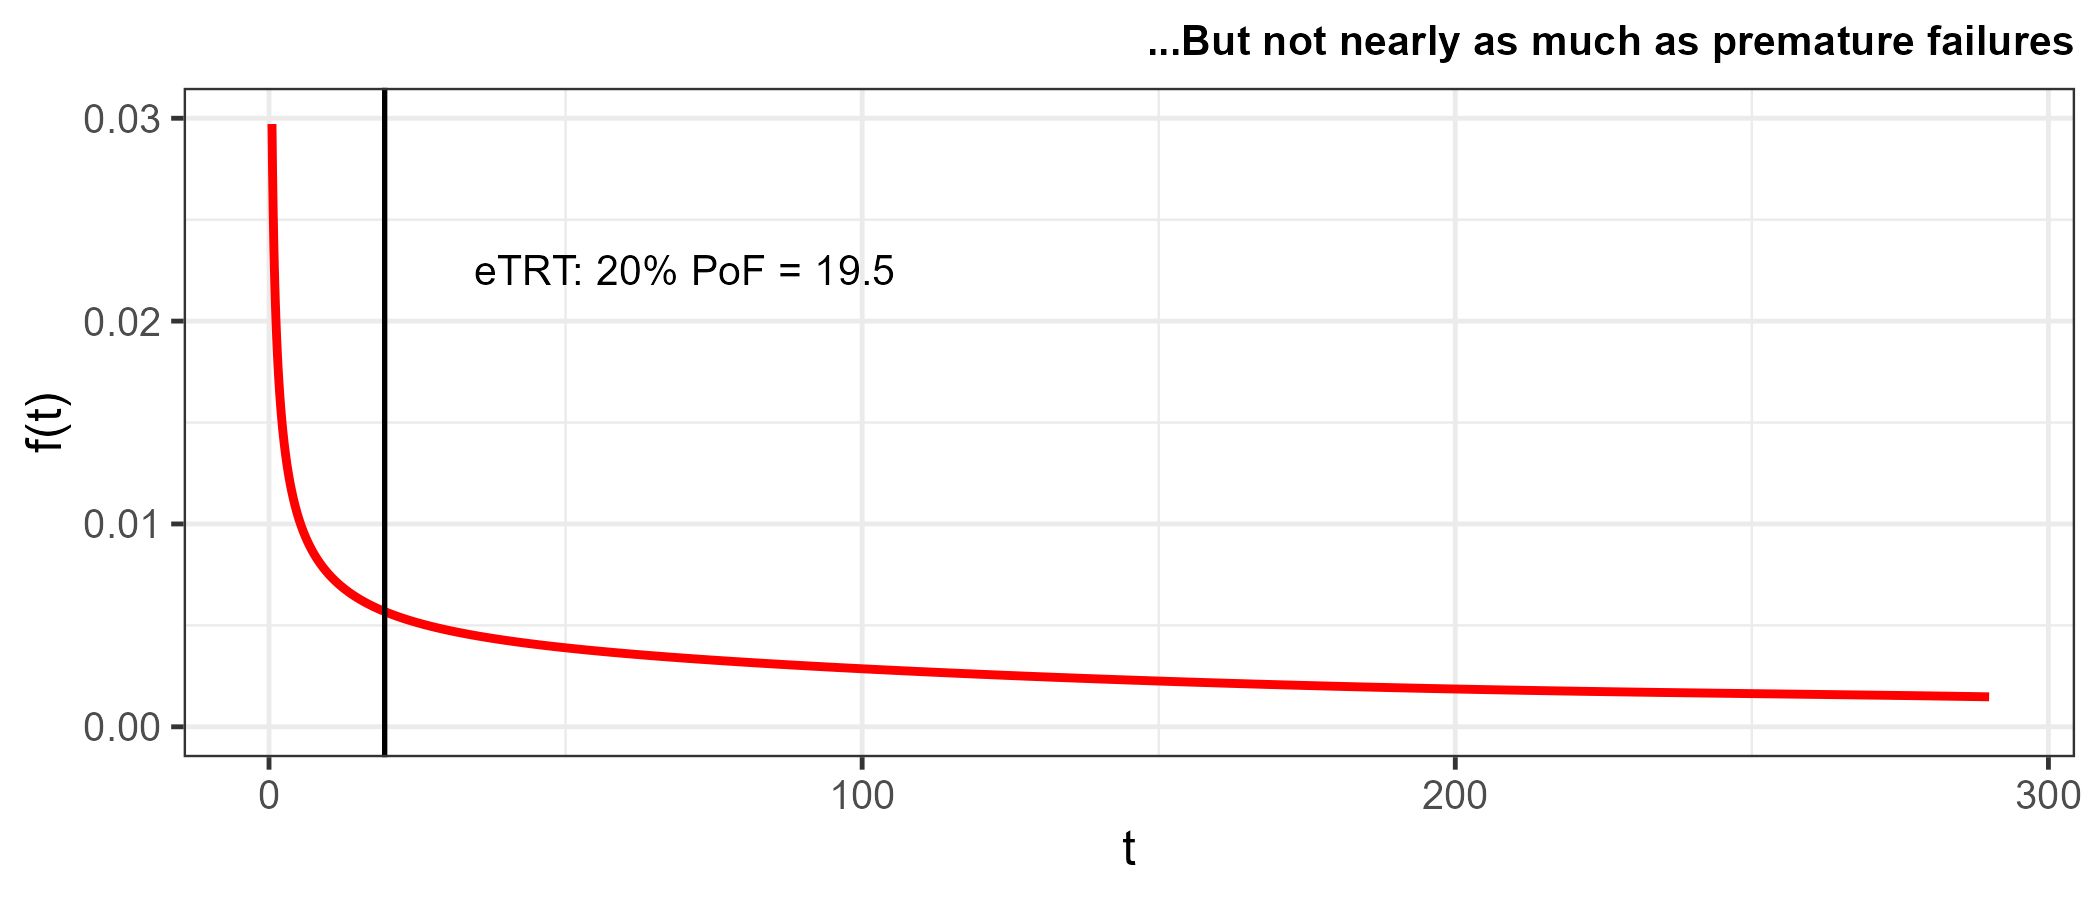 ...But not nearly as much as premature failures
0.03
0.02
0.01
0.00
f(t)
eTRT: 20% PoF = 19.5
0 100 200 300
t